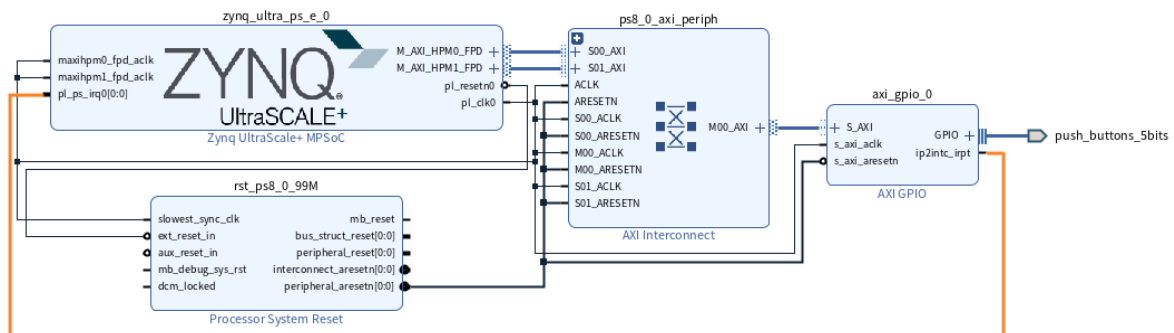 zynq_ultra_ps_e_0
maxihpm0_fpd_aclk
maxihpm1_fpd_aclk
pl_ps_irq0[0:0]
ZYNQ
UltraSCALE+
M_AXI_HPM0_FPD
M_AXI_HPM1_FPD
pl_resetn0
pl_clk0
Zynq UltraScale+ MPSoC
rst_ps8_0_99M
slowest_sync_clk
ext_reset_in
aux_reset_in
mb_debug_sys_rst
dcm_locked
mb_reset
bus_struct_reset[0:0]
peripheral_reset[0:0]
interconnect_aresetn[0:0]
peripheral_aresetn[0:0]
Processor System Reset
ps8_0_axi_periph
S00_AXI
S01_AXI
ACLK
ARESETN
S00_ACLK
S00_ARESETN
M00_ACLK
M00_ARESETN
S01_ACLK
S01_ARESETN
M00_AXI
AXI Interconnect
axi_gpio_0
S_AXI
s_axi_aclk
s_axi_aresetn
GPIO
ip2intc_irpt
AXI GPIO
push_buttons_5bits